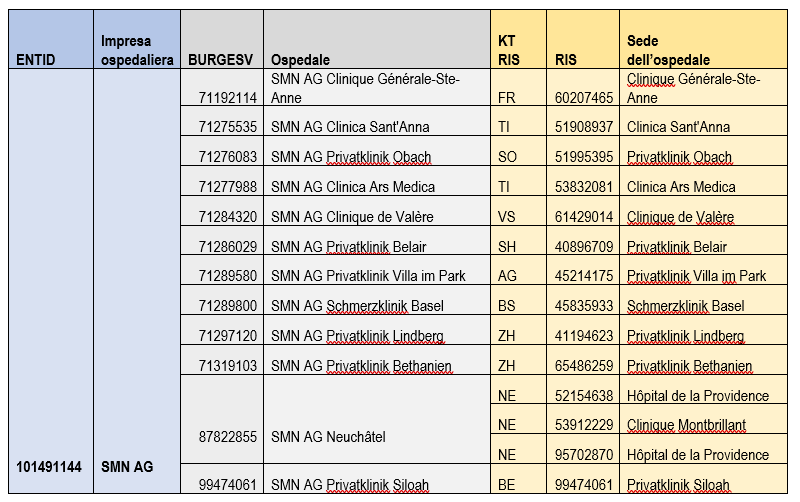 ENTID Impresa ospedaliera BURGESV Ospedale KT RIS RIS Sede dell'ospedale
71192114 SMN AG Clinique Générale-Ste-Anne FR 60207465 Clinique Générale-Ste-Anne
71275535 SMN AG Clinica Sant'Anna TI 51908937 Clinica Sant'Anna
71276083 SMN AG Privatklinik Obach SO 51995395 Privatklinik Obach
71277988 SMN AG Clinica Ars Medica TI 53832081 Clinica Ars Medica
71284320 SMN AG Clinique de Valère VS 61429014 Clinique de Valère
71286029 SMN AG Privatklinik Belair SH 40896709 Privatklinik Belair
71289580 SMN AG Privatklinik Villa im Park AG 45214175 Privatklinik Villa im Park
71289800 SMN AG Schmerzklinik Basel BS 45835933 Schmerzklinik Basel
71297120 SMN AG Privatklinik Lindberg ZH 41194623 Privatklinik Lindberg
71319103 SMN AG Privatklinik Bethanien ZH 65486259 Privatklinik Bethanien
NE 52154638 Hôpital de la Providence
87822855 SMN AG Neuchâtel NE 53912229 Clinique Montbrillant
NE 95702870 Hôpital de la Providence
101491144 SMN AG 99474061 SMN AG Privatklinik Siloah BE 99474061 Privatklinik Siloah